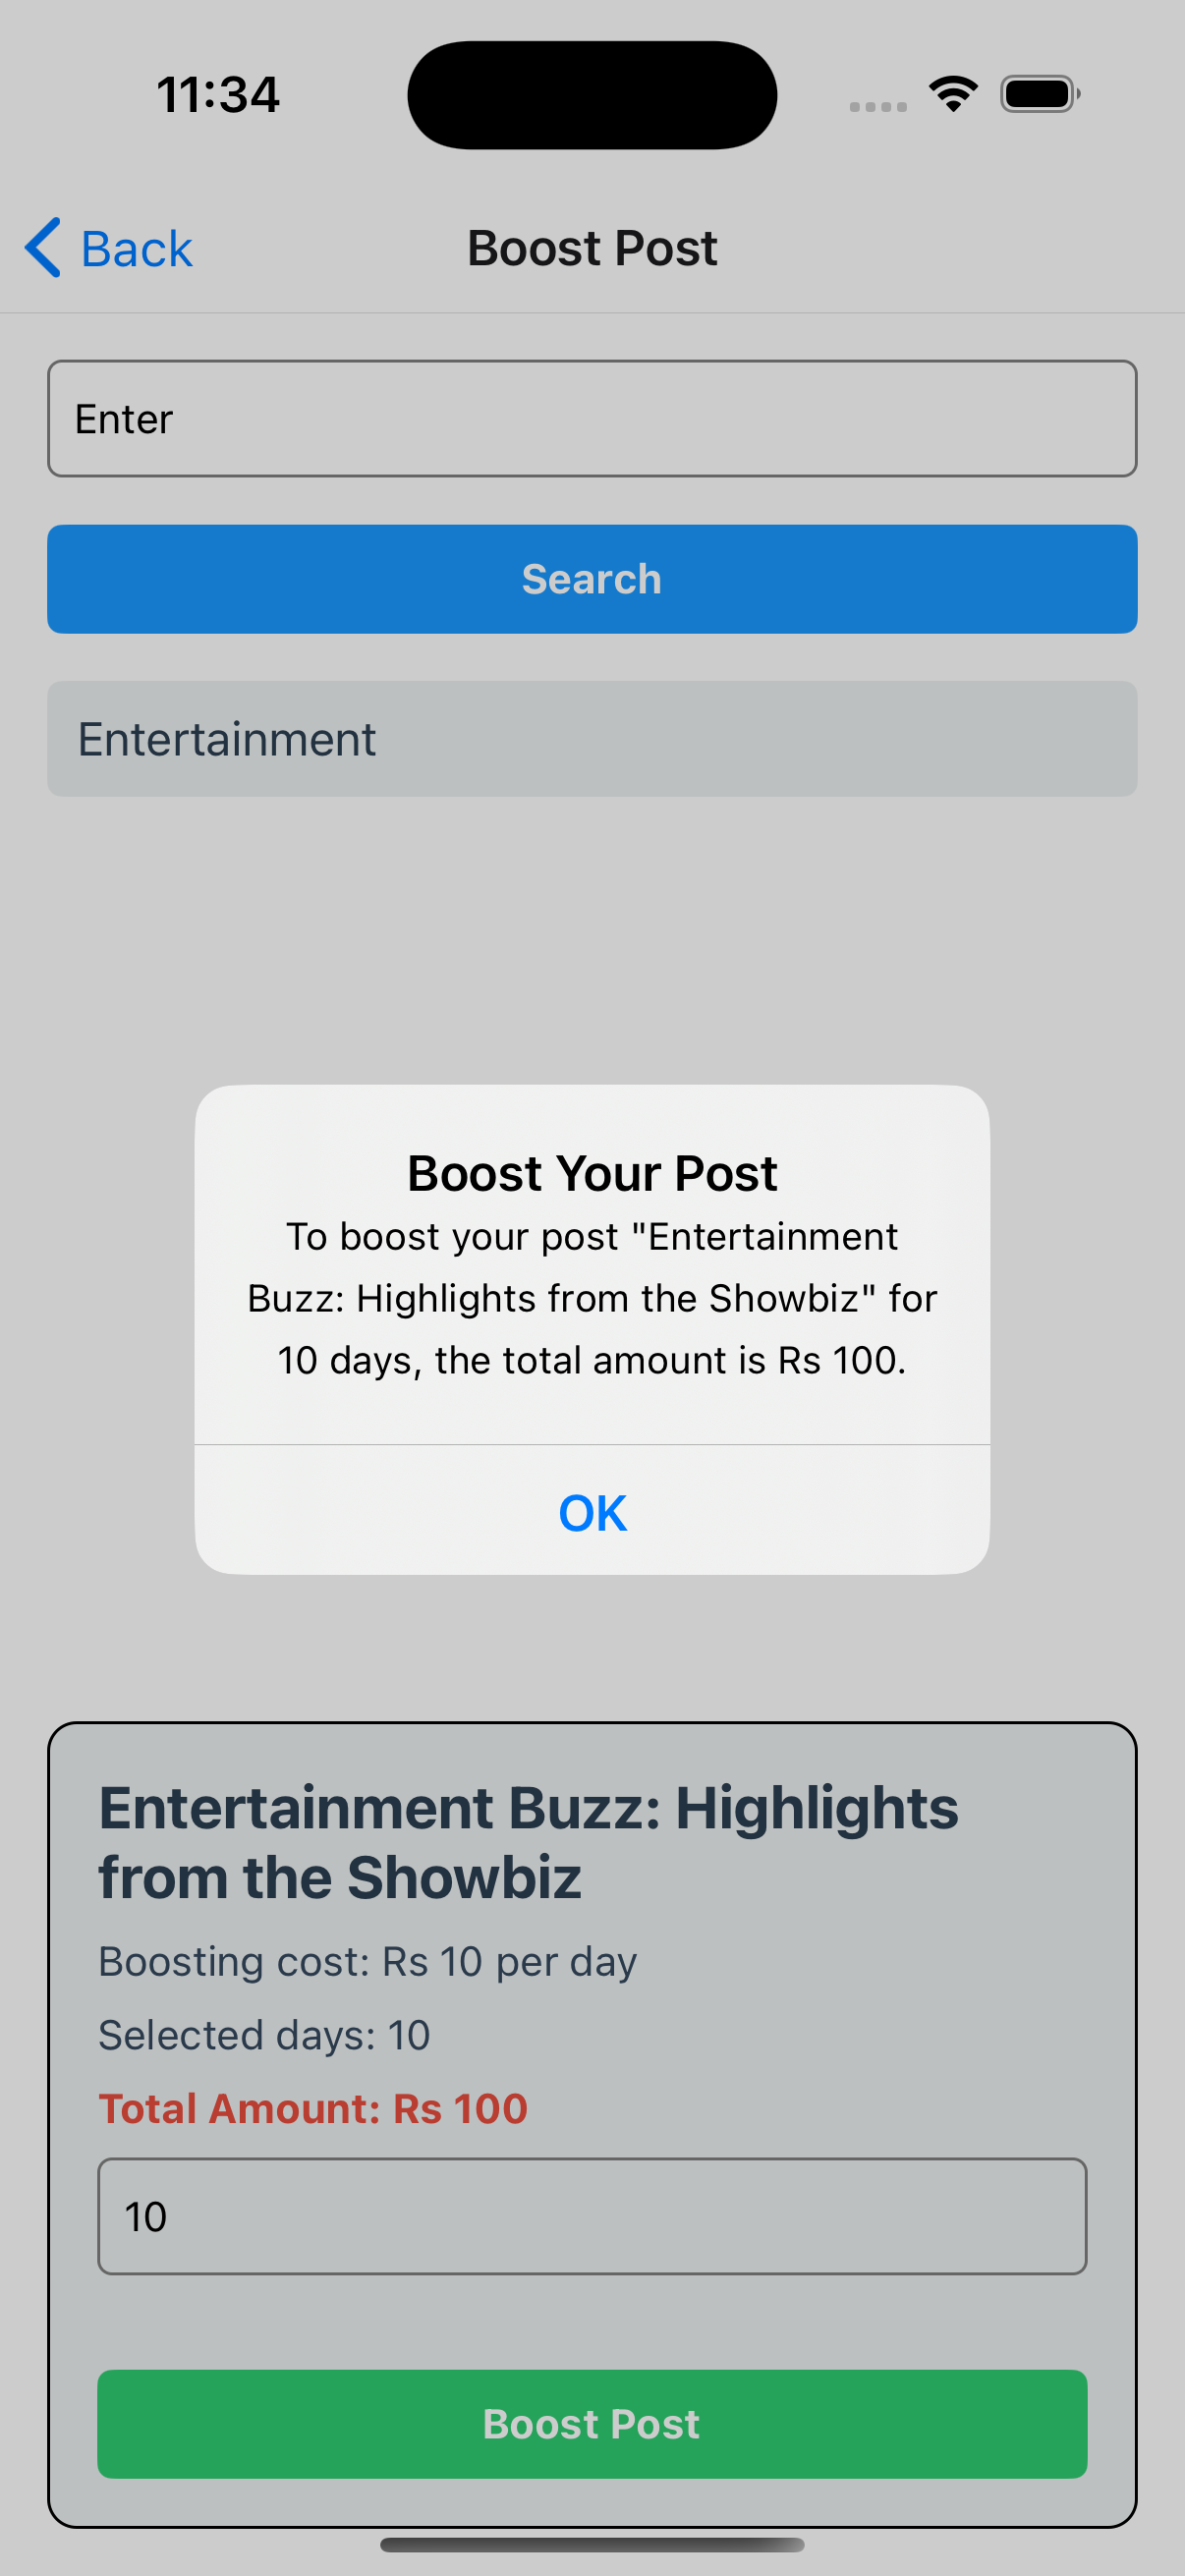 11:34
Back
Boost Post
Enter
Search
Entertainment
Boost Your Post
To boost your post "Entertainment
Buzz: Highlights from the Showbiz" for
10 days, the total amount is Rs 100.
OK
Entertainment Buzz: Highlights
from the Showbiz
Boosting cost: Rs 10 per day
Selected days: 10
Total Amount: Rs 100
10
Boost Post